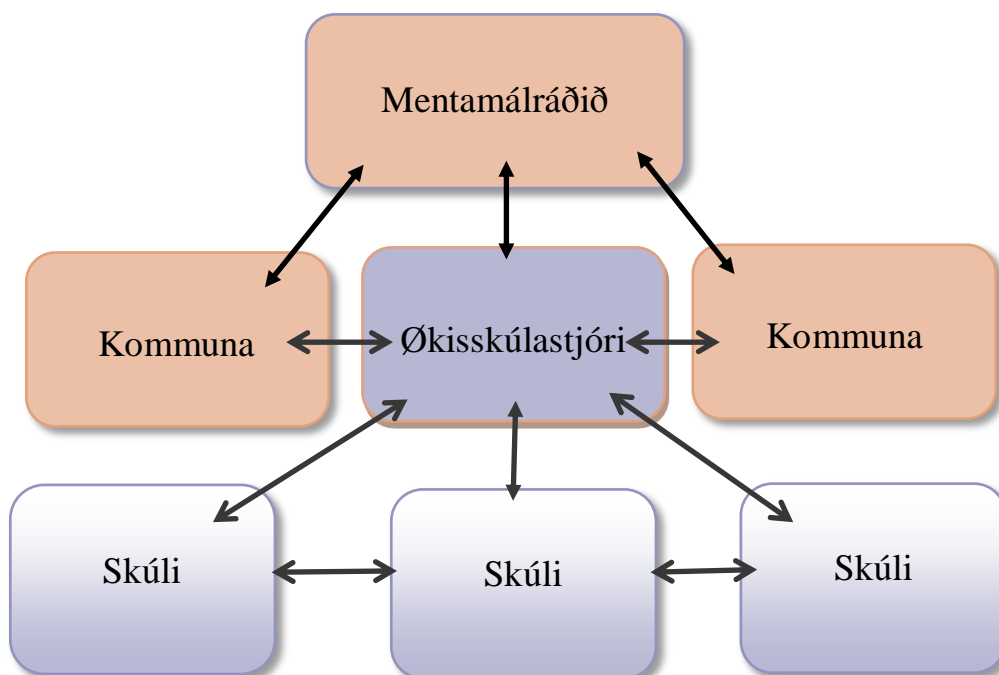 Mentamálráðið
Kommuna
Økisskúlastjóri
Kommuna
Skúli
Skúli
Skúli